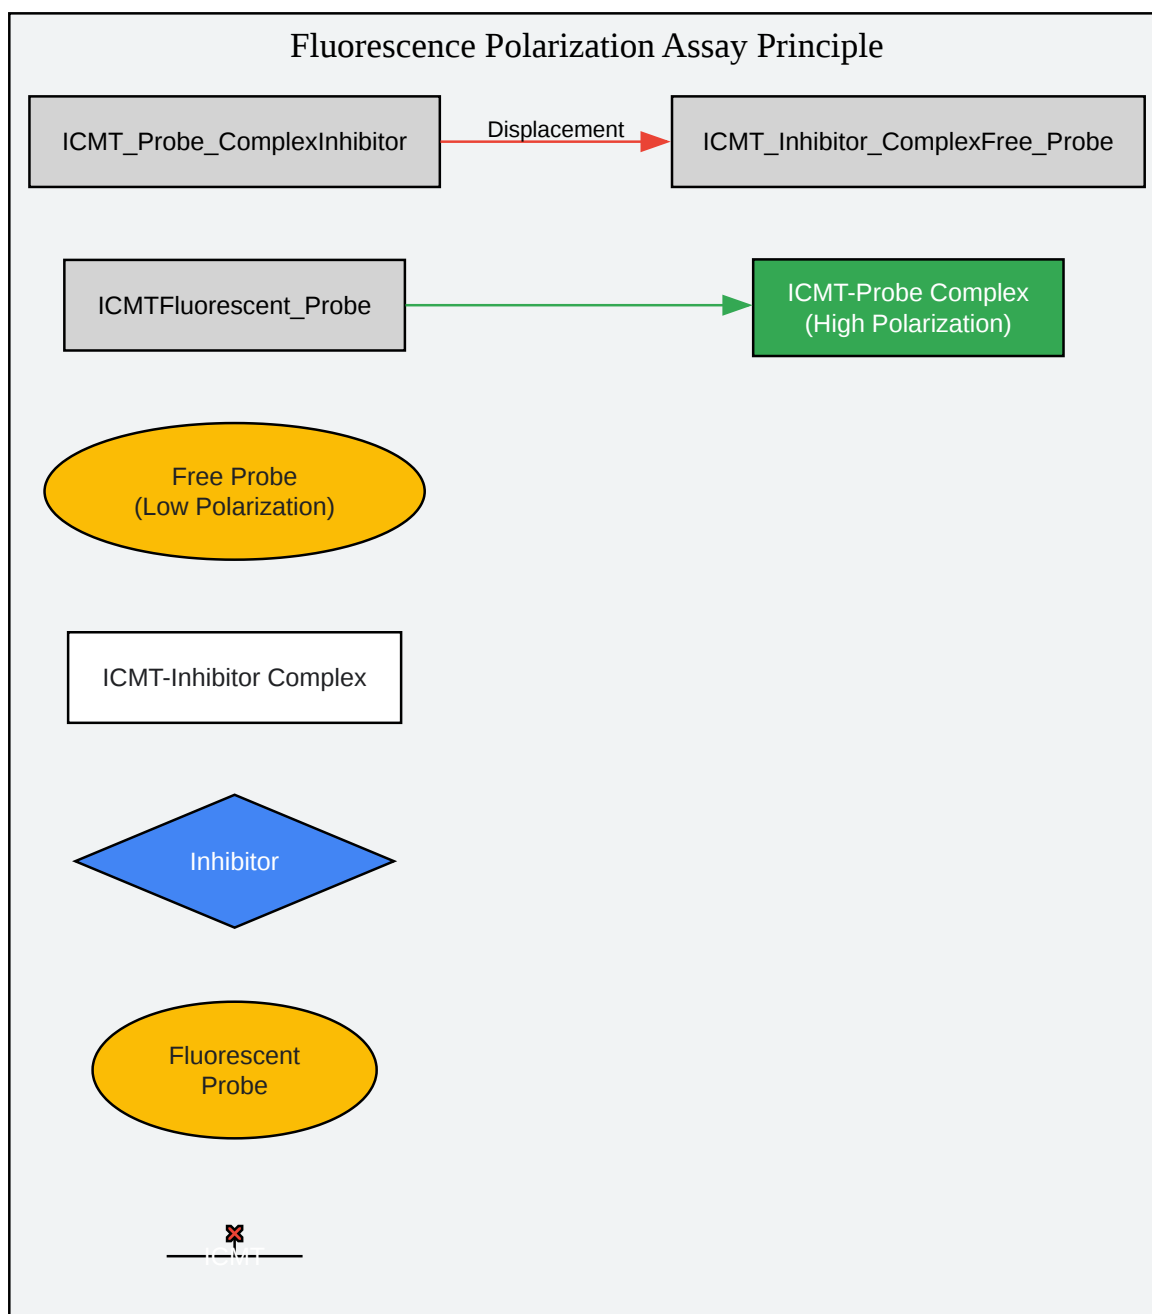 Fluorescence Polarization Assay Principle
ICMT_Probe_ComplexInhibitor
Displacement
ICMT_Inhibitor_ComplexFree_Probe
ICMTFluorescent_Probe
ICMT-Probe Complex
(High Polarization)
Free Probe
(Low Polarization)
ICMT-Inhibitor Complex
Inhibitor
Fluorescent
Probe
ICMT